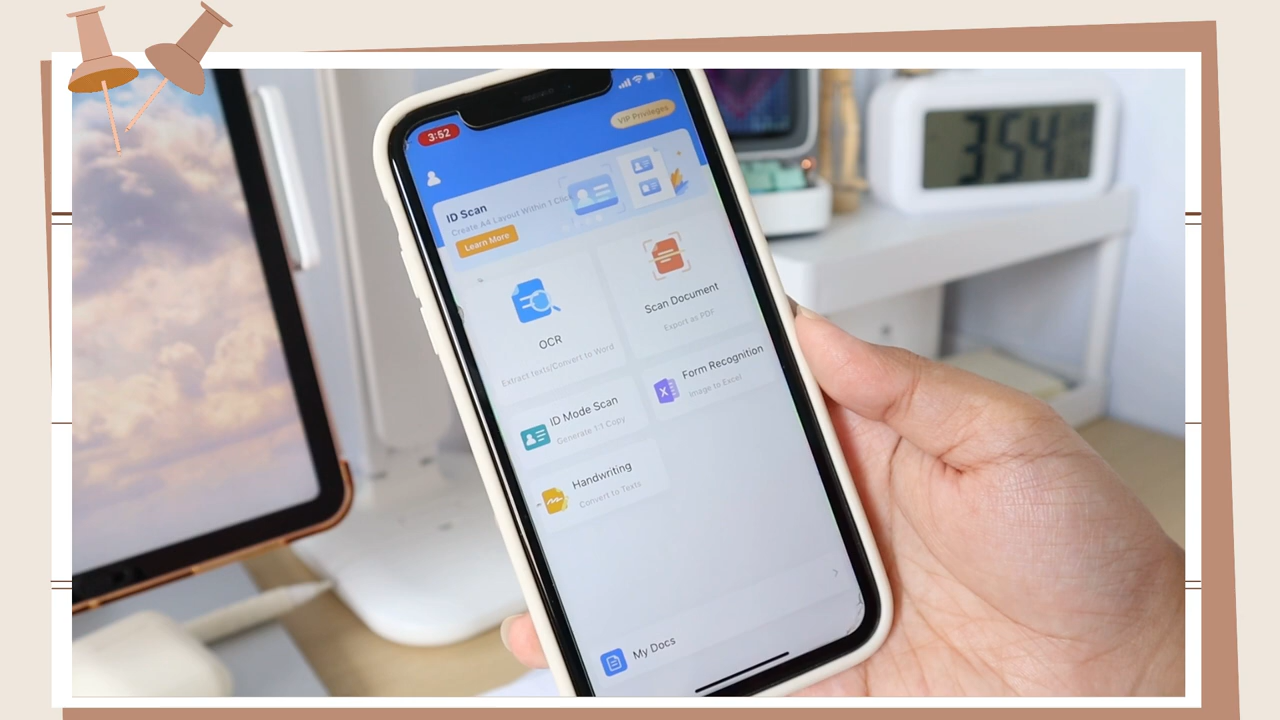 3:52
VIP Privileges
3:54
ID Scan
Create A4 Layout Within 1 Click
Learn More
OCR
Extract Texts/Convert to Word
Scan Document
Export as PDF
ID Mode Scan
Generate 1:1 Copy
Form Recognition
Image to Excel
Handwriting
Convert to Texts
My Docs